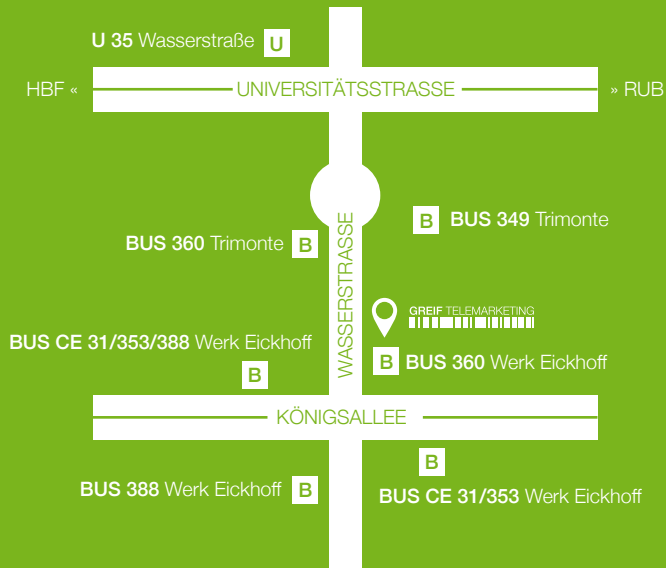 U 35 Wasserstraße U
HBF « UNIVERSITÄTSSTRASSE » RUB
B BUS 349 Trimonte
BUS 360 Trimonte B
WASSERSTRASSE
GREIF TELEMARKETING
BUS CE 31/353/388 Werk Eickhoff
B
B BUS 360 Werk Eickhoff
KÖNIGSALLEE
B
BUS 388 Werk Eickhoff B
BUS CE 31/353 Werk Eickhoff